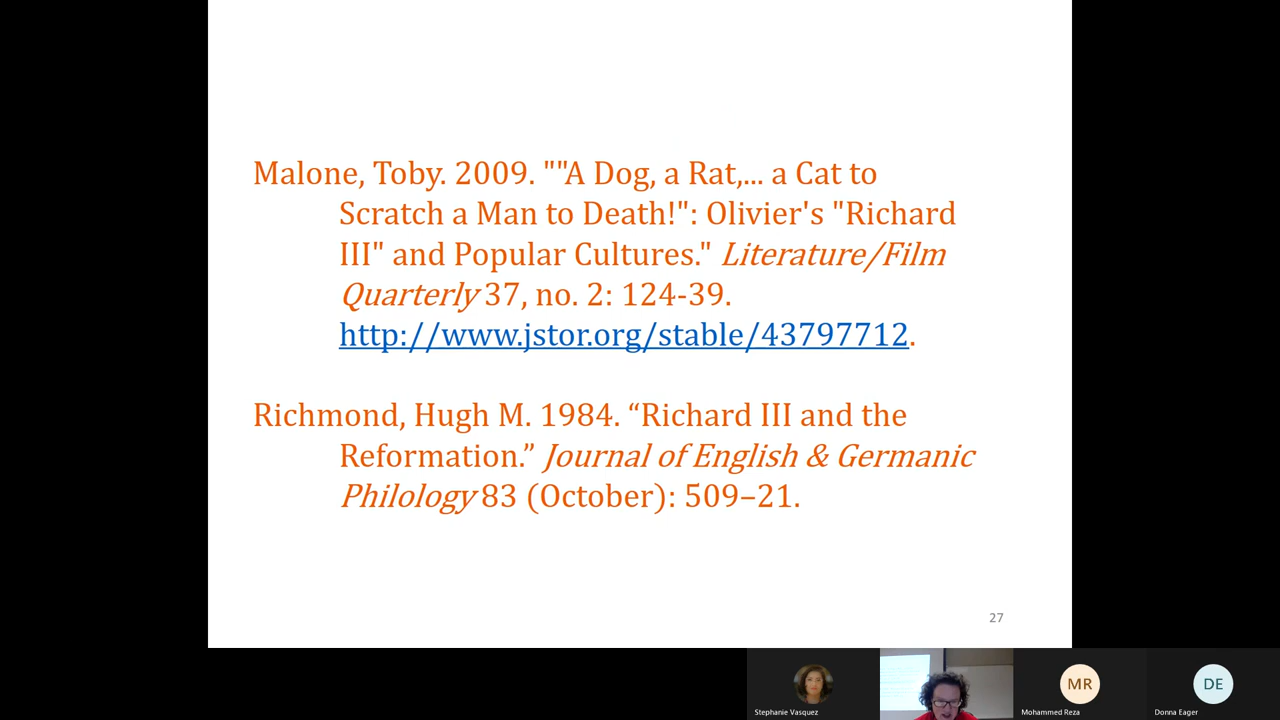 Malone, Toby. 2009. ""A Dog, a Rat,... a Cat to
Scratch a Man to Death!": Olivier's "Richard
III" and Popular Cultures." Literature/Film
Quarterly 37, no. 2: 124-39.
http://www.jstor.org/stable/43797712.
Richmond, Hugh M. 1984. “Richard III and the
Reformation.” Journal of English & Germanic
Philology 83 (October): 509–21.
27
MR
DE
Stephanie Vasquez
Mohammed Reza
Donna Eager